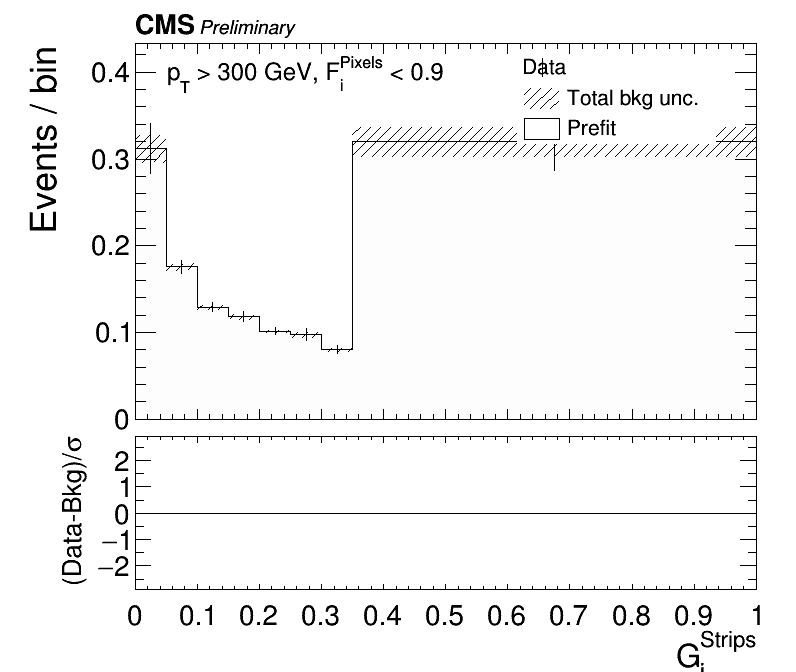 CMS Preliminary
Events / bin
p_T > 300 GeV, F_i^Pixels < 0.9
Data
Total bkg unc.
Prefit
0.4
0.3
0.2
0.1
0
(Data-Bkg)/σ
2
1
0
−1
−2
0 0.1 0.2 0.3 0.4 0.5 0.6 0.7 0.8 0.9 1
G_i^Strips